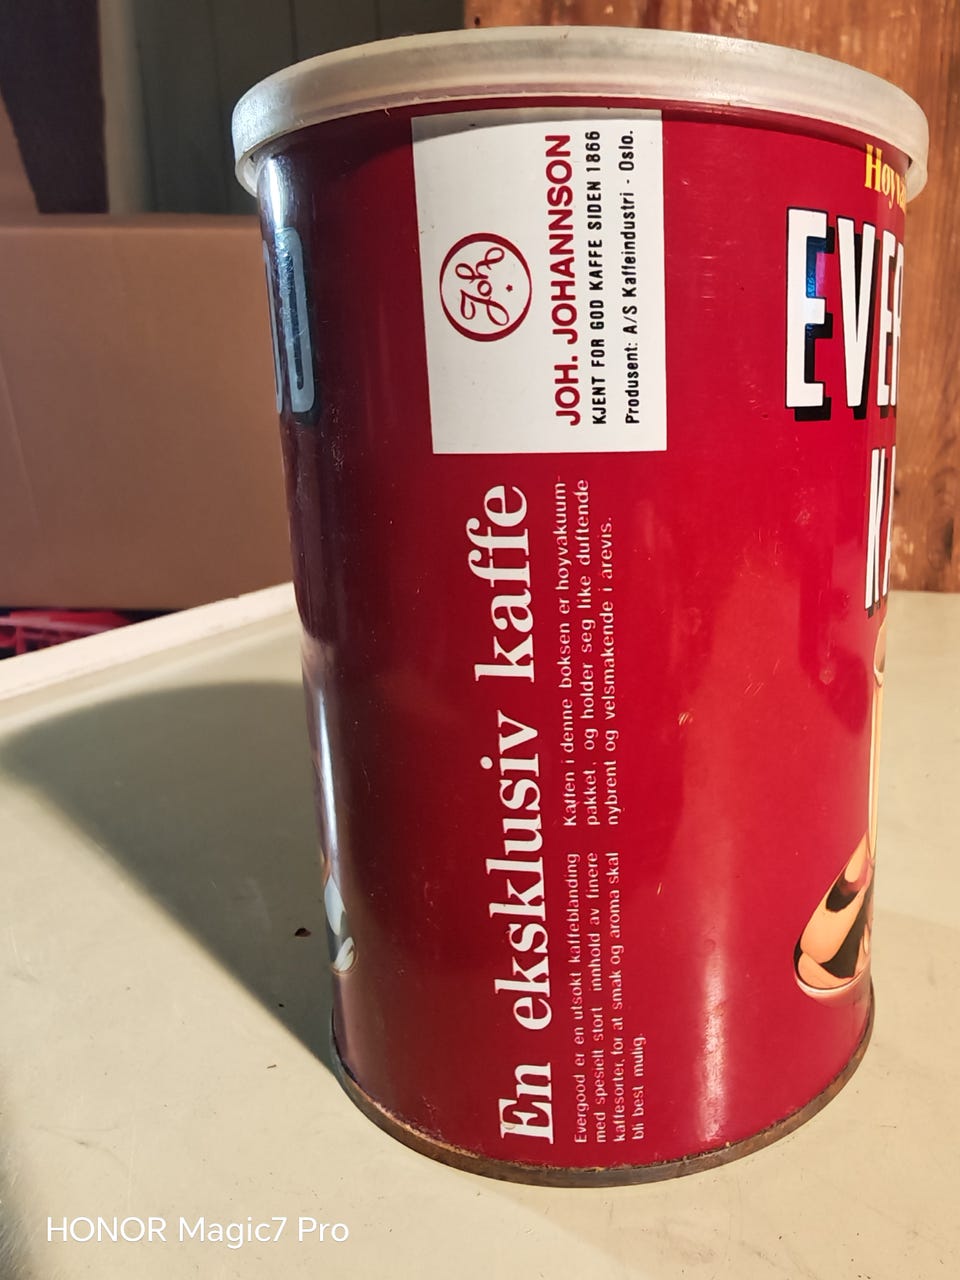 Joh
JOH. JOHANNSON
KJENT FOR GOD KAFFE SIDEN 1866
Produsent: A/S Kaffeindustri - Oslo.
En eksklusiv kaffe
Evergood er en utsøkt kaffeblanding
med spesielt stort innhold av finere
kaffesorter, for at smak og aroma skal
bli best mulig.
Kaffen i denne boksen er høyvakuum-
pakket, og holder seg like duftende
nybrent og velsmakende i årevis.
Høyva
EVER
KA
HONOR Magic7 Pro